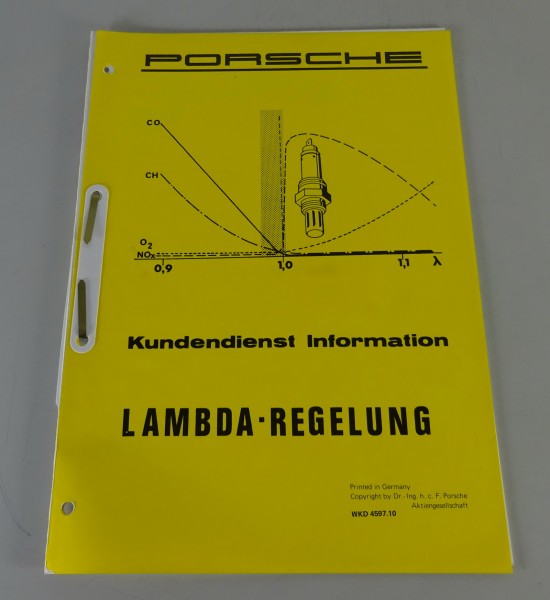 PORSCHE
CO
CH
O2
NOx
0,9 1,0 1,1 λ
Kundendienst Information
LAMBDA-REGELUNG
Printed in Germany
Copyright by Dr.-Ing. h. c. F. Porsche
Aktiengesellschaft
WKD 4597.10